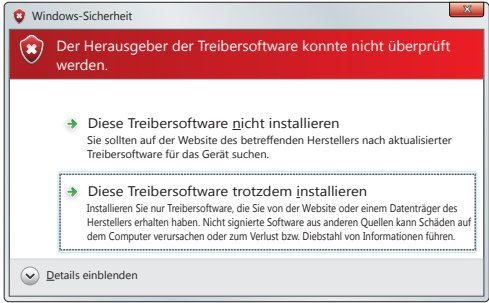 Windows-Sicherheit
Der Herausgeber der Treibersoftware konnte nicht überprüft
werden.
Diese Treibersoftware nicht installieren
Sie sollten auf der Website des betreffenden Herstellers nach aktualisierter
Treibersoftware für das Gerät suchen.
Diese Treibersoftware trotzdem installieren
Installieren Sie nur Treibersoftware, die Sie von der Website oder einem Datenträger des
Herstellers erhalten haben. Nicht signierte Software aus anderen Quellen kann Schäden auf
dem Computer verursachen oder zum Verlust bzw. Diebstahl von Informationen führen.
Details einblenden